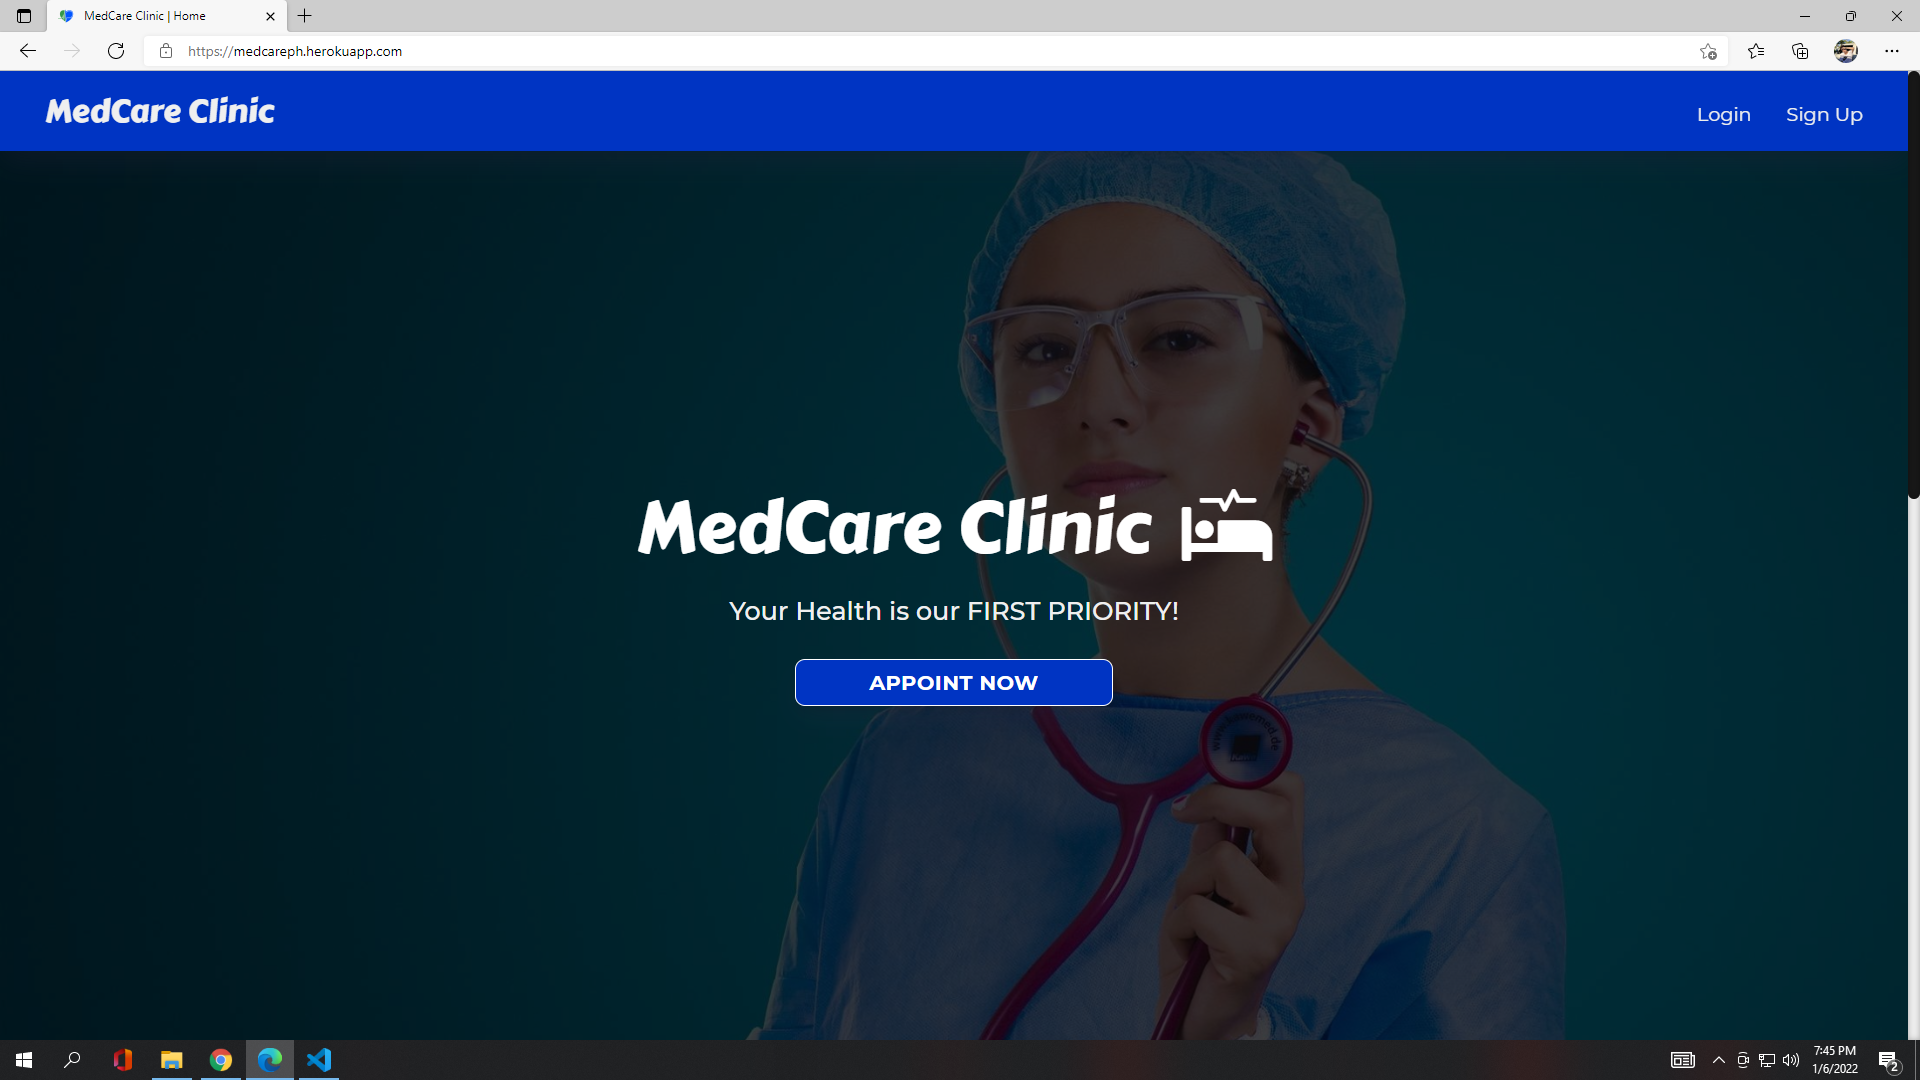 MedCare Clinic | Home
https://medcareph.herokuapp.com
MedCare Clinic
Login
Sign Up
MedCare Clinic
Your Health is our FIRST PRIORITY!
APPOINT NOW
7:45 PM
1/6/2022
2